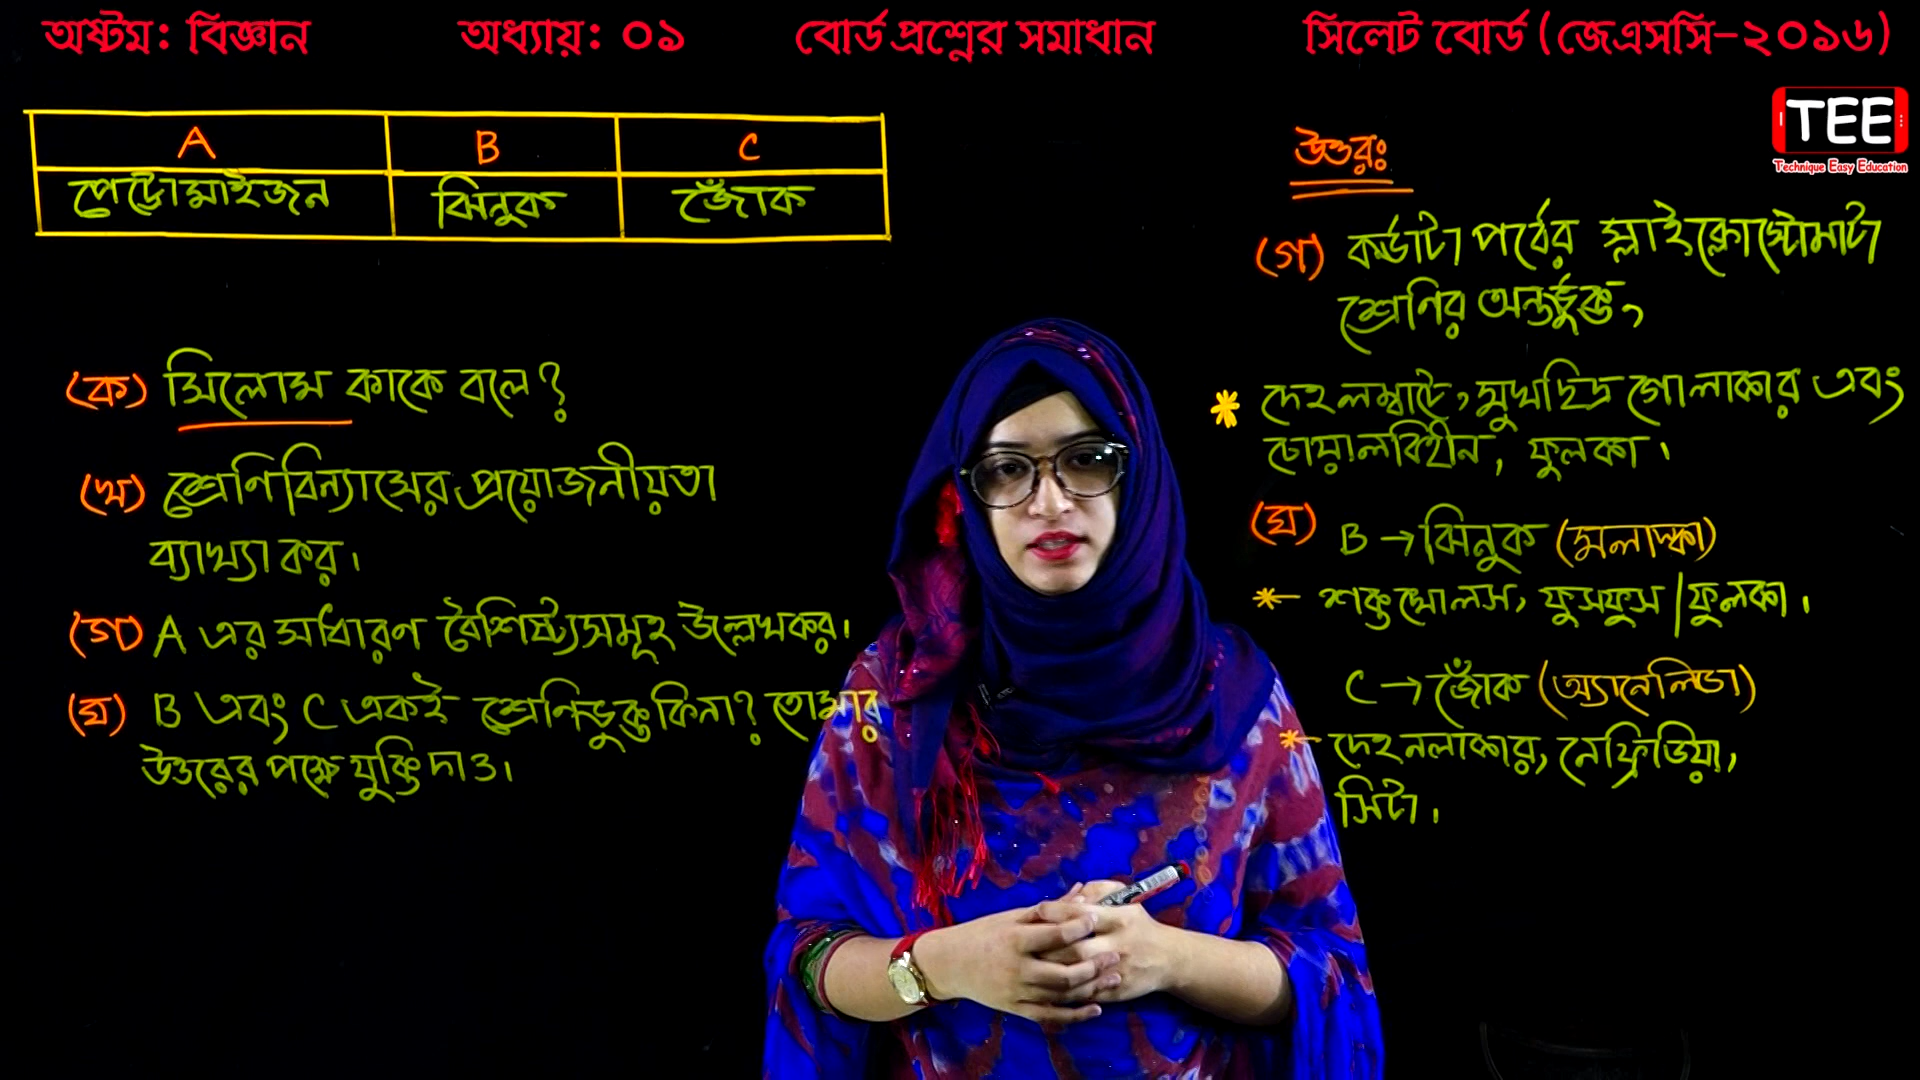 অষ্টম: বিজ্ঞান
অধ্যায়: ০১
বোর্ড প্রশ্নের সমাধান
সিলেট বোর্ড (জেএসসি-২০১৬)
TEE
Technique Easy Education
A B C
পেট্রোমাইজন ঝিনুক জোঁক
(ক) সিলোম কাকে বলে?
(খ) শ্রেণিবিন্যাসের প্রয়োজনীয়তা
ব্যাখ্যা কর।
(গ) A এর সাধারণ বৈশিষ্ট্যসমূহ উল্লেখ কর।
(ঘ) B এবং C একই শ্রেণিভুক্ত কিনা? তোমার
উত্তরের পক্ষে যুক্তি দাও।
উত্তরঃ
(গ) কর্ডাটা পর্বের সাইক্লোস্টোমাটা
শ্রেণির অন্তর্ভুক্ত,
* দেহ লম্বাটে, মুখছিদ্র গোলাকার এবং
চোয়ালবিহীন, ফুলকা।
(ঘ) B → ঝিনুক (মলাস্কা)
* শক্ত খোলস, ফুসফুস/ফুলকা।
C → জোঁক (অ্যানেলিডা)
* দেহ নলাকার, নেফ্রিডিয়া,
সিটা।